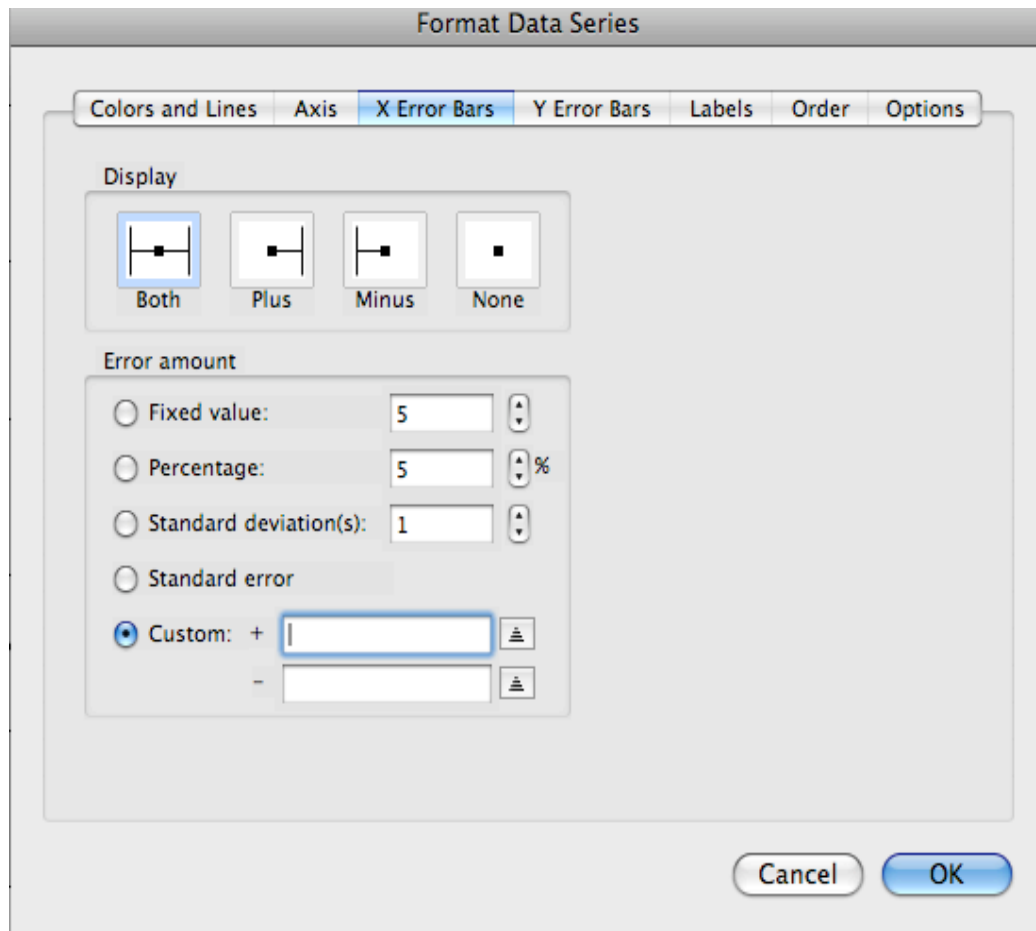 Format Data Series
Colors and Lines Axis X Error Bars Y Error Bars Labels Order Options
Display
Both Plus Minus None
Error amount
Fixed value: 5
Percentage: 5 %
Standard deviation(s): 1
Standard error
Custom: +
-
Cancel OK